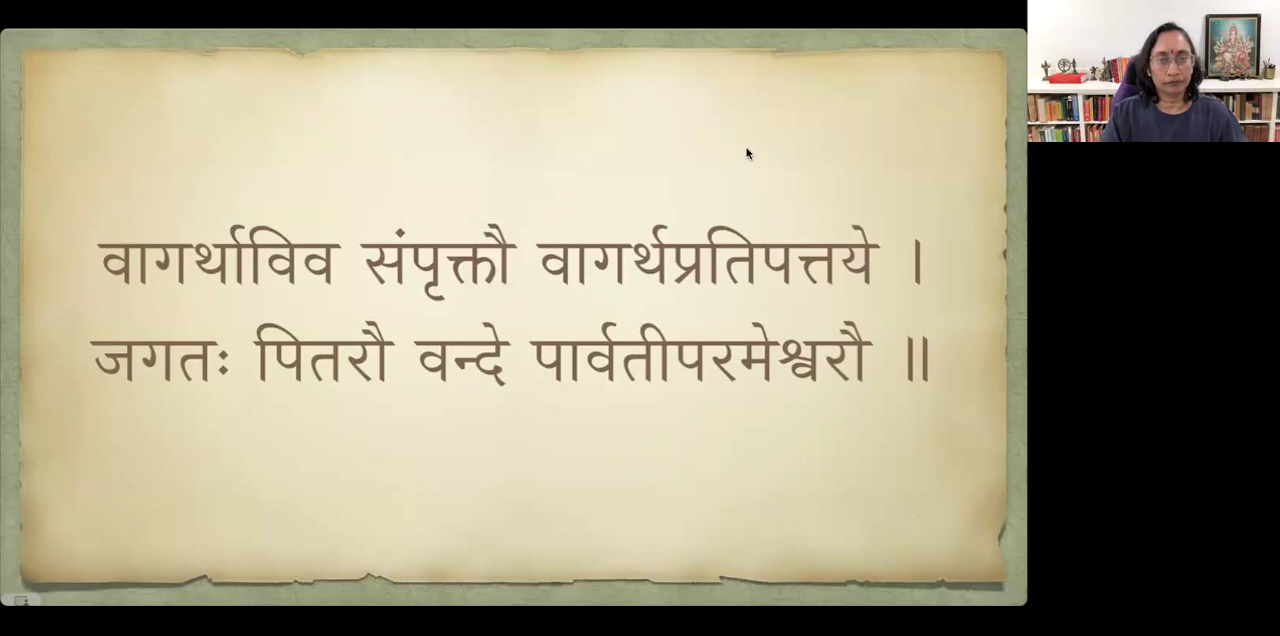 वागर्थाविव संपृक्तौ वागर्थप्रतिपत्तये ।
जगतः पितरौ वन्दे पार्वतीपरमेश्वरौ ॥